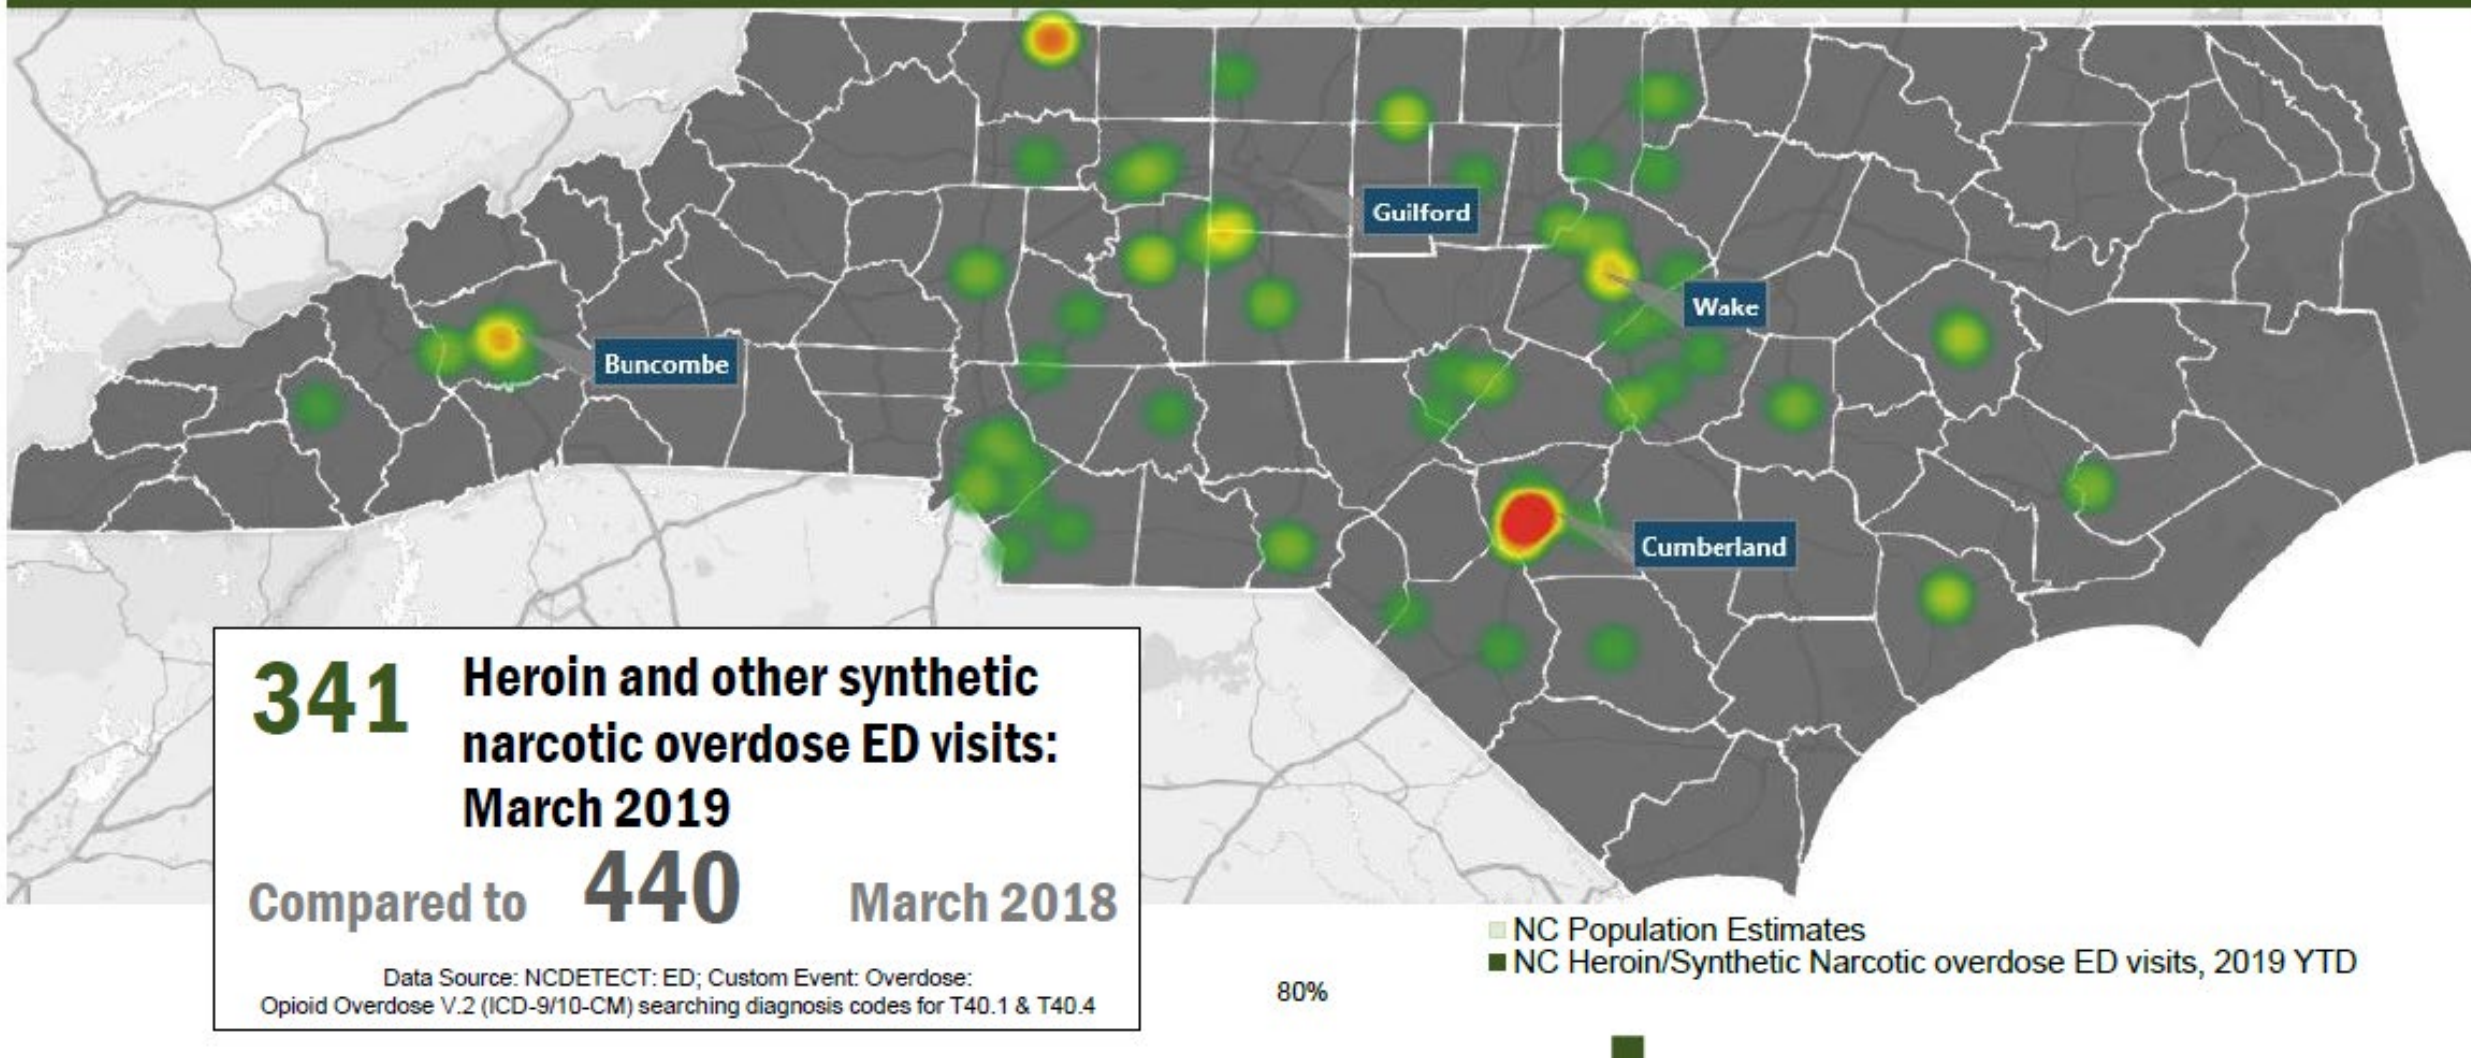 Guilford
Wake
Buncombe
Cumberland
341
Heroin and other synthetic
narcotic overdose ED visits:
March 2019
Compared to 440 March 2018
Data Source: NCDETECT: ED; Custom Event: Overdose:
Opioid Overdose V.2 (ICD-9/10-CM) searching diagnosis codes for T40.1 & T40.4
NC Population Estimates
NC Heroin/Synthetic Narcotic overdose ED visits, 2019 YTD
80%